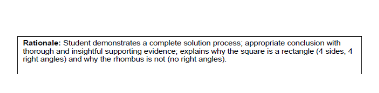 Rationale: Student demonstrates a complete solution process; appropriate conclusion with
thorough and insightful supporting evidence, explains why the square is a rectangle (4 sides, 4
right angles) and why the rhombus is not (no right angles).